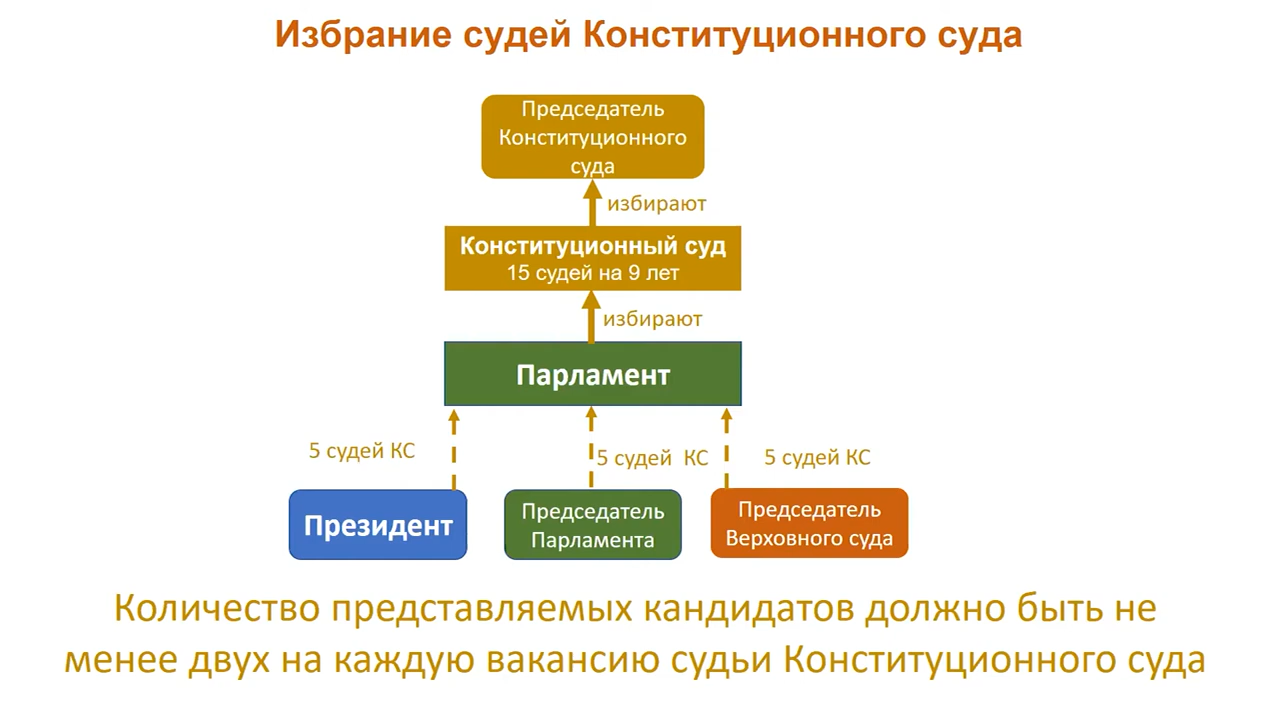 Избрание судей Конституционного суда
Председатель
Конституционного
суда
избирают
Конституционный суд
15 судей на 9 лет
избирают
Парламент
5 судей КС
5 судей КС
5 судей КС
Президент
Председатель
Парламента
Председатель
Верховного суда
Количество представляемых кандидатов должно быть не
менее двух на каждую вакансию судьи Конституционного суда